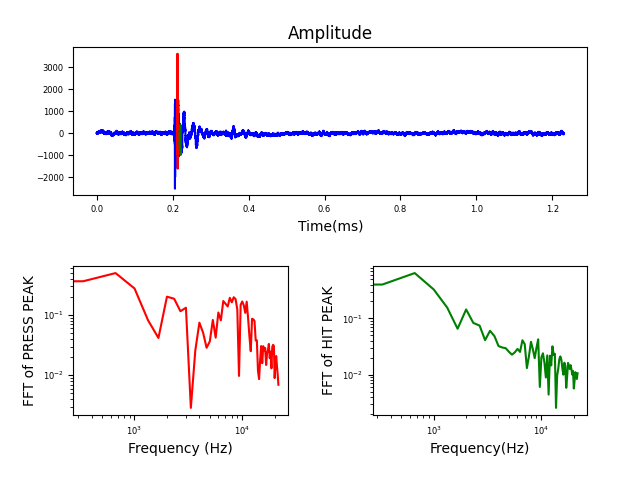 Amplitude
3000
2000
1000
0
−1000
−2000
0.0 0.2 0.4 0.6 0.8 1.0 1.2
Time(ms)
FFT of PRESS PEAK
10⁻¹
10⁻²
10³ 10⁴
Frequency (Hz)
FFT of HIT PEAK
10⁻¹
10⁻²
10³ 10⁴
Frequency(Hz)